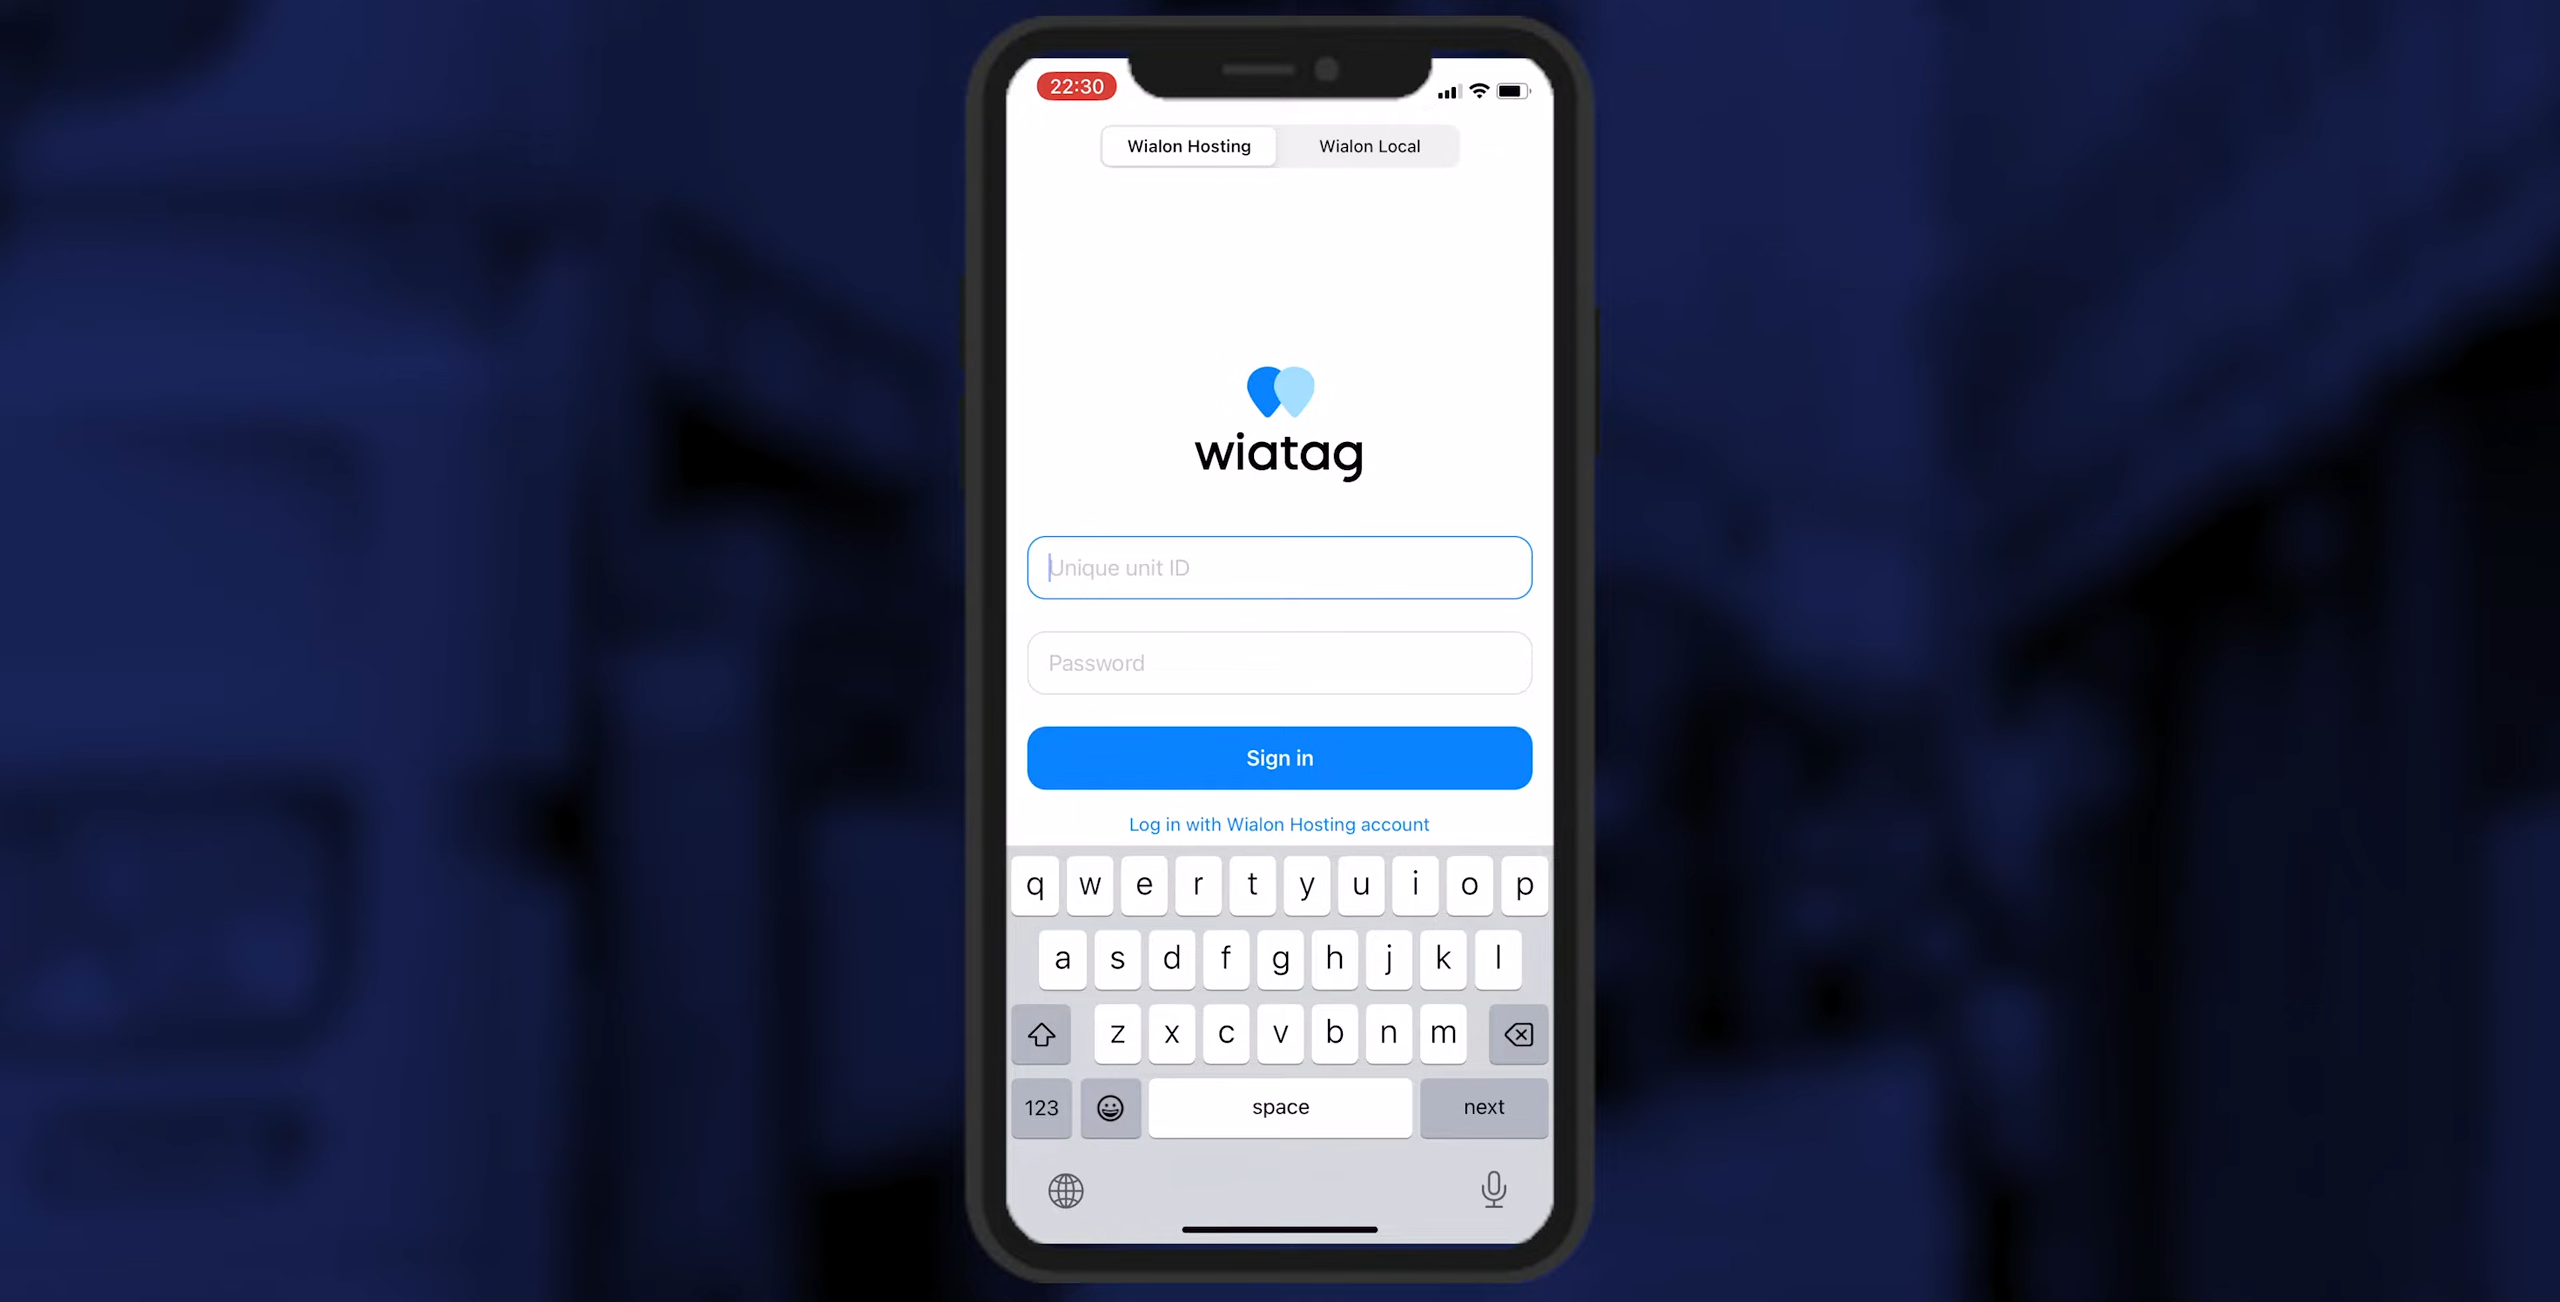 22:30
Wialon Hosting Wialon Local
wiatag
Unique unit ID
Password
Sign in
Log in with Wialon Hosting account
q w e r t y u i o p
a s d f g h j k l
z x c v b n m
123 space next